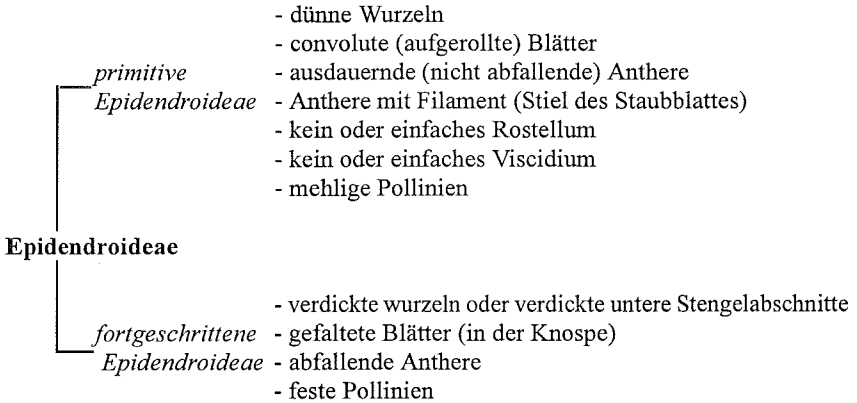 - dünne Wurzeln
- convolute (aufgerollte) Blätter
primitive - ausdauernde (nicht abfallende) Anthere
Epidendroideae - Anthere mit Filament (Stiel des Staubblattes)
- kein oder einfaches Rostellum
- kein oder einfaches Viscidium
- mehlige Pollinien
Epidendroideae
- verdickte wurzeln oder verdickte untere Stengelabschnitte
fortgeschrittene - gefaltete Blätter (in der Knospe)
Epidendroideae - abfallende Anthere
- feste Pollinien